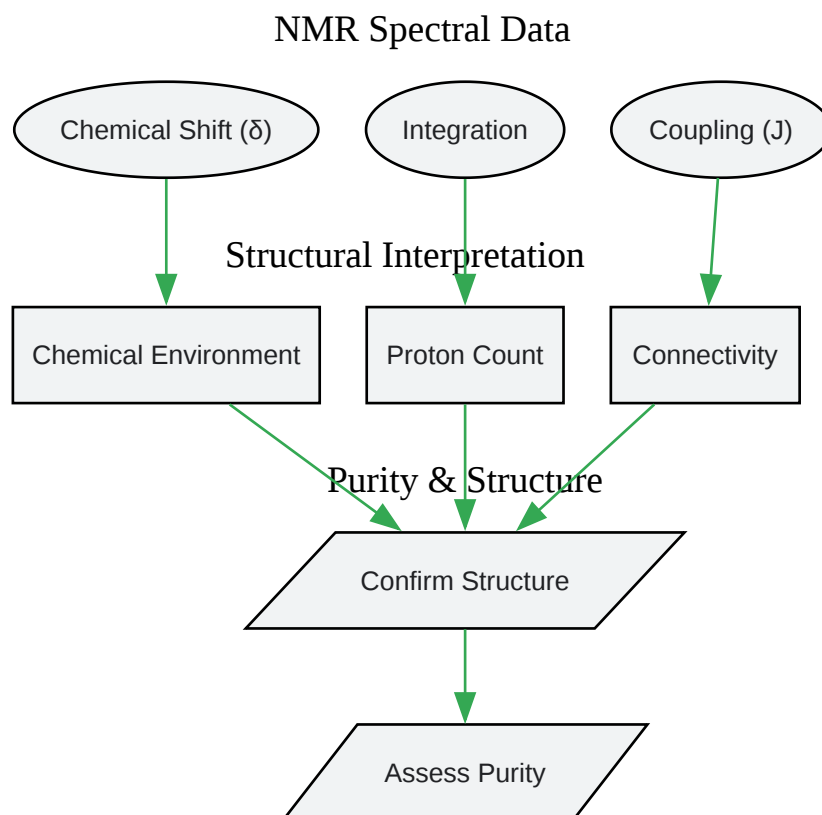 NMR Spectral Data
Chemical Shift (δ)
Integration
Coupling (J)
Structural Interpretation
Chemical Environment
Proton Count
Connectivity
Purity & Structure
Confirm Structure
Assess Purity